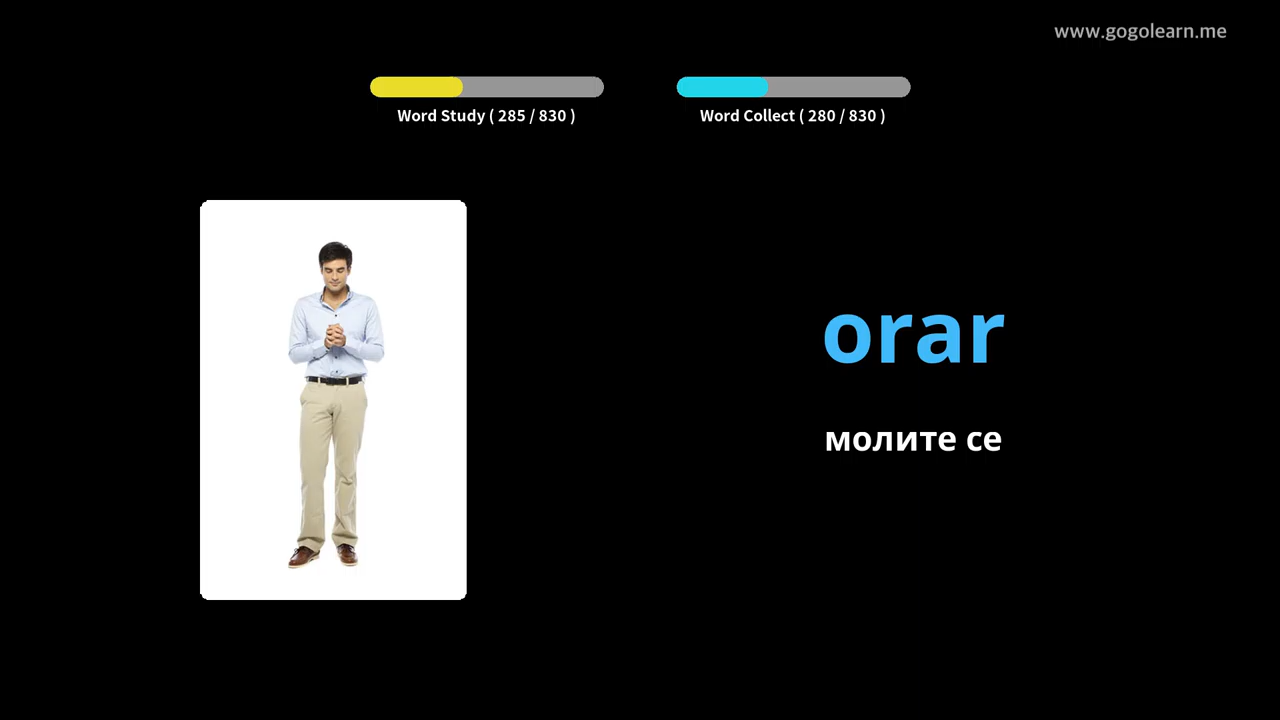 www.gogolearn.me
Word Study ( 285 / 830 )
Word Collect ( 280 / 830 )
orar
молите се